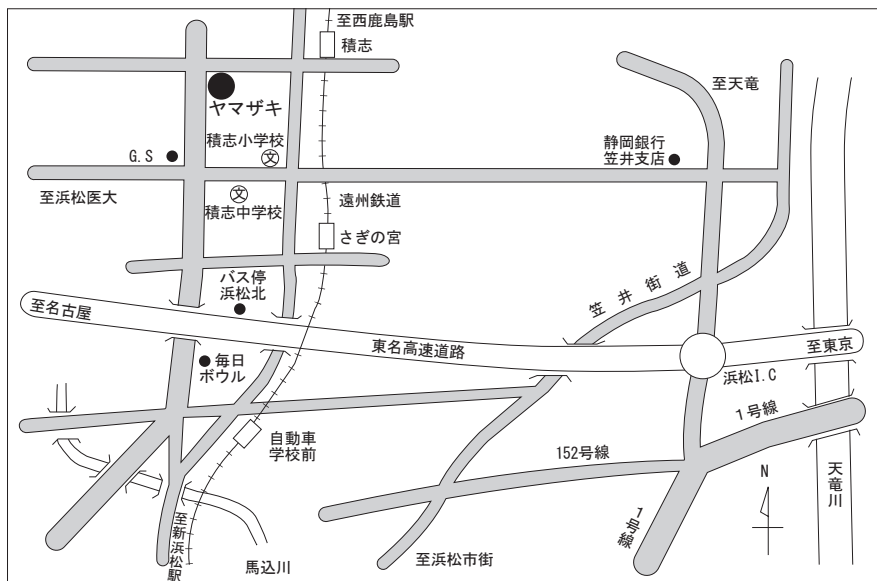 至西鹿島駅
積志
至天竜
ヤマザキ
積志小学校
文
G.S
静岡銀行
笠井支店
至浜松医大
文
積志中学校
遠州鉄道
さぎの宮
バス停
浜松北
笠井街道
至名古屋
東名高速道路
至東京
毎日
ボウル
浜松I.C
自動車
学校前
1号線
152号線
N
天竜川
1号線
至新浜松駅
馬込川
至浜松市街